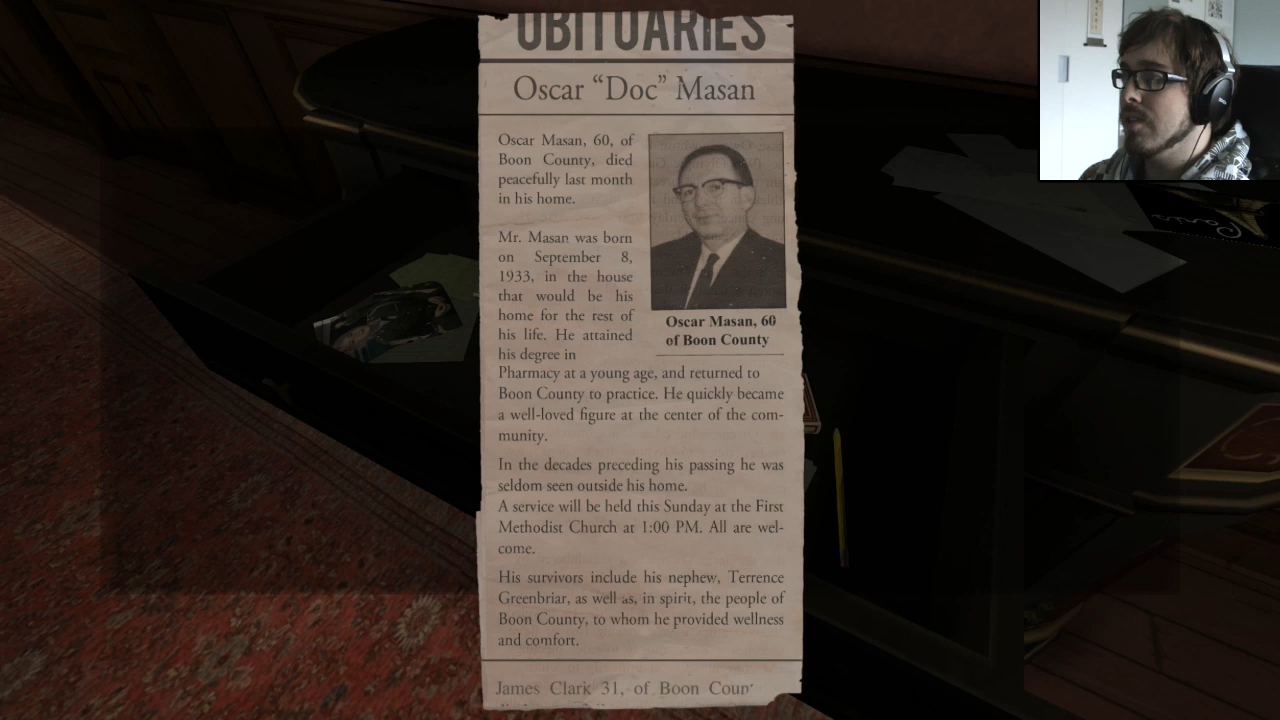 OBITUARIES
Oscar “Doc” Masan
Oscar Masan, 60, of
Boon County, died
peacefully last month
in his home.
Mr. Masan was born
on September 8,
1933, in the house
that would be his
home for the rest of
his life. He attained
his degree in
Pharmacy at a young age, and returned to
Boon County to practice. He quickly became
a well-loved figure at the center of the com-
munity.
In the decades preceding his passing he was
seldom seen outside his home.
A service will be held this Sunday at the First
Methodist Church at 1:00 PM. All are wel-
come.
His survivors include his nephew, Terrence
Greenbriar, as well as, in spirit, the people of
Boon County, to whom he provided wellness
and comfort.
Oscar Masan, 60
of Boon County
James Clark 31, of Boon Coun
Paris